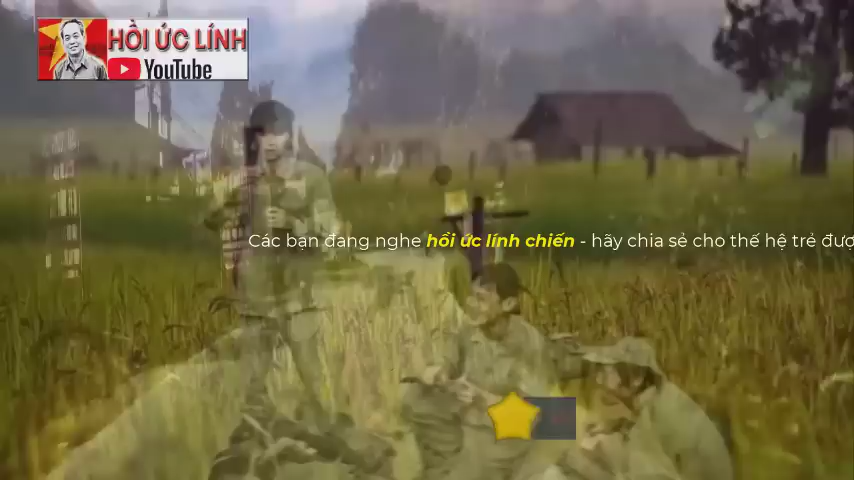 HỒI ỨC LÍNH
YouTube
Các bạn đang nghe hồi ức lính chiến - hãy chia sẻ cho thế hệ trẻ đượ